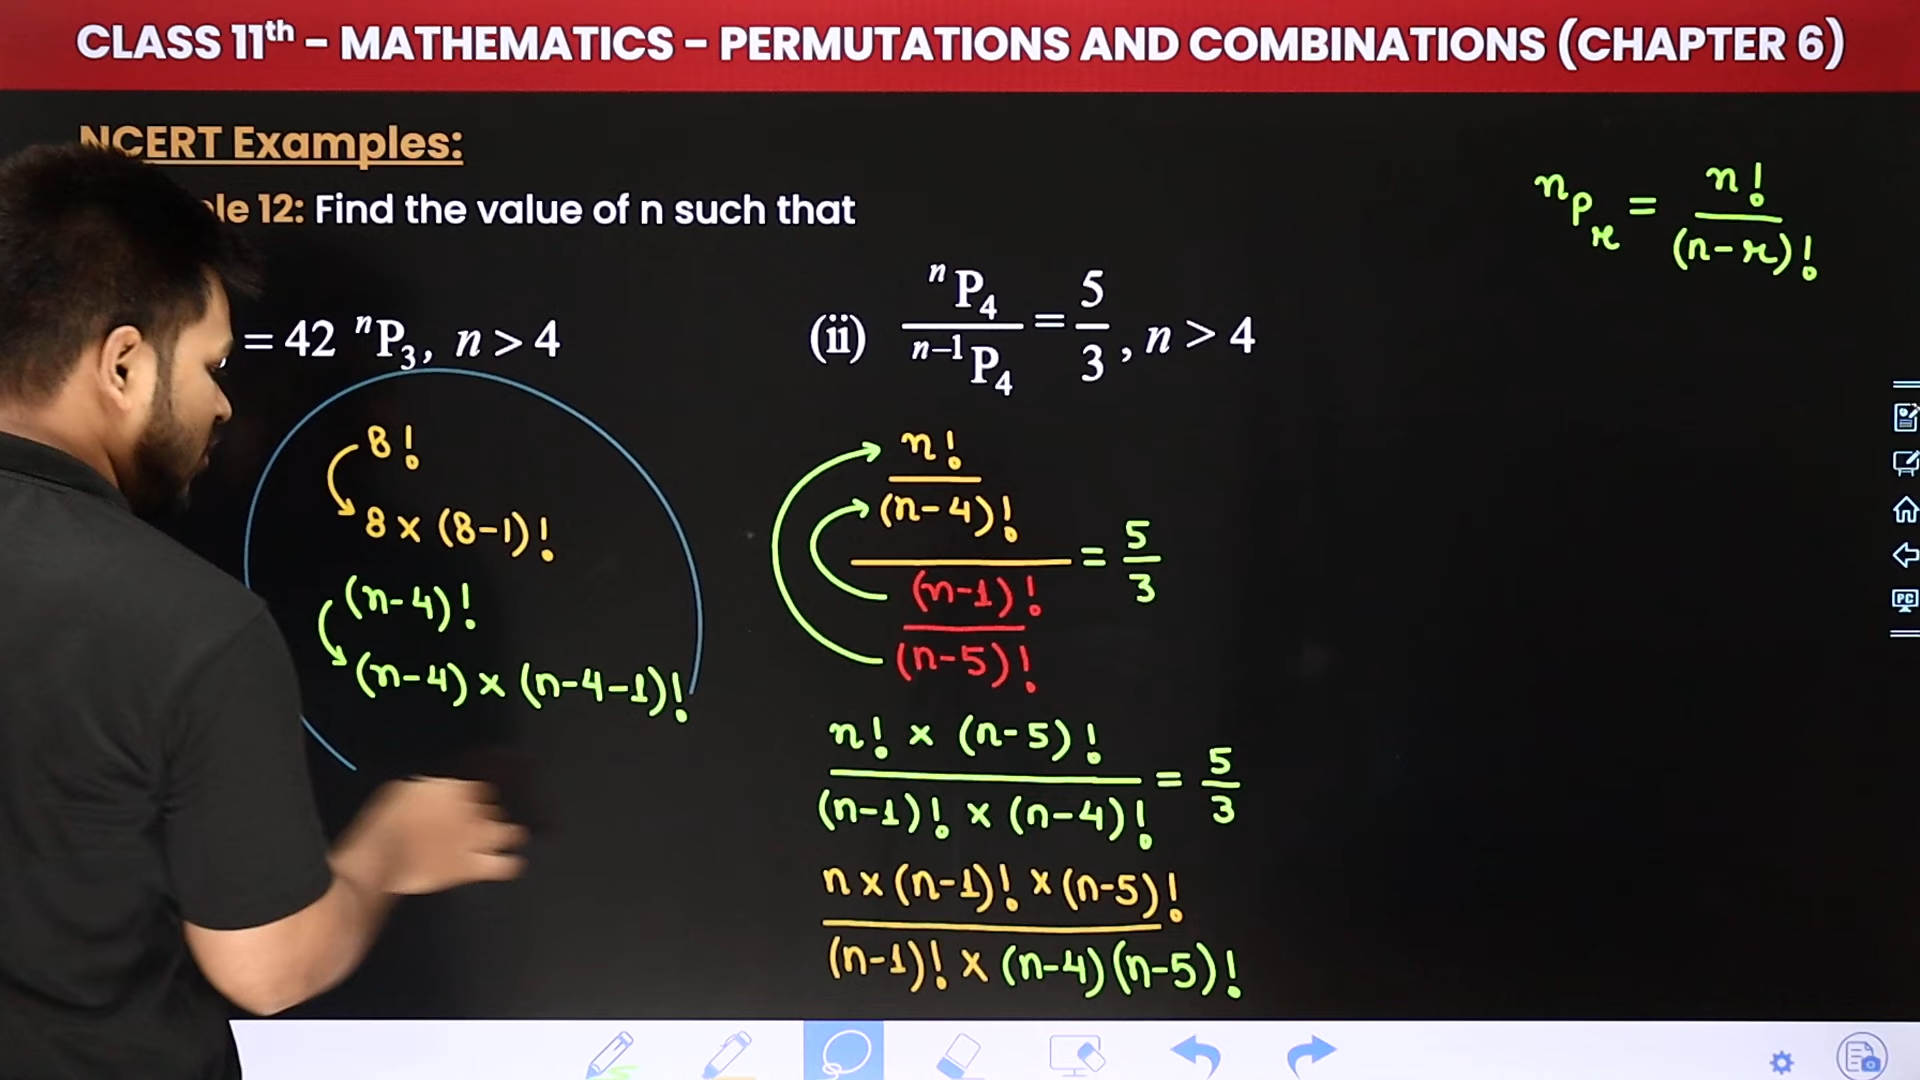 CLASS 11th - MATHEMATICS - PERMUTATIONS AND COMBINATIONS (CHAPTER 6)
NCERT Examples:
12: Find the value of n such that
ⁿPᵣ = n! / (n-r)!
= 42 ⁿP₃, n > 4
(ii) ⁿP₄ / ⁿ⁻¹P₄ = 5/3, n > 4
8!
8 × (8-1)!
(n-4)!
(n-4) × (n-4-1)!
n!
(n-4)!
= 5/3
(n-1)!
(n-5)!
n! × (n-5)!
= 5/3
(n-1)! × (n-4)!
n × (n-1)! × (n-5)!
(n-1)! × (n-4)(n-5)!
PC